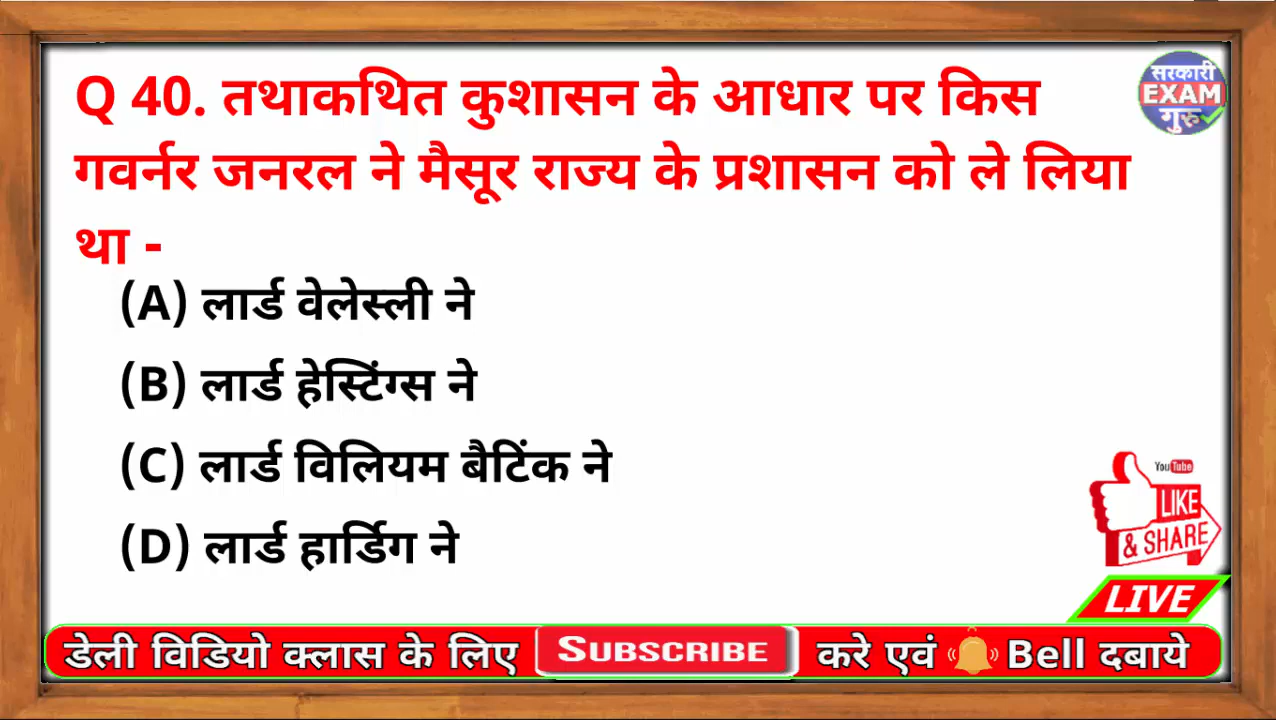 Q 40. तथाकथित कुशासन के आधार पर किस
गवर्नर जनरल ने मैसूर राज्य के प्रशासन को ले लिया
था -
(A) लार्ड वेलेस्ली ने
(B) लार्ड हेस्टिंग्स ने
(C) लार्ड विलियम बैटिंक ने
(D) लार्ड हार्डिग ने
सरकारी
EXAM
गुरु
YouTube
LIKE
& SHARE
LIVE
डेली विडियो क्लास के लिए SUBSCRIBE करे एवं Bell दबाये